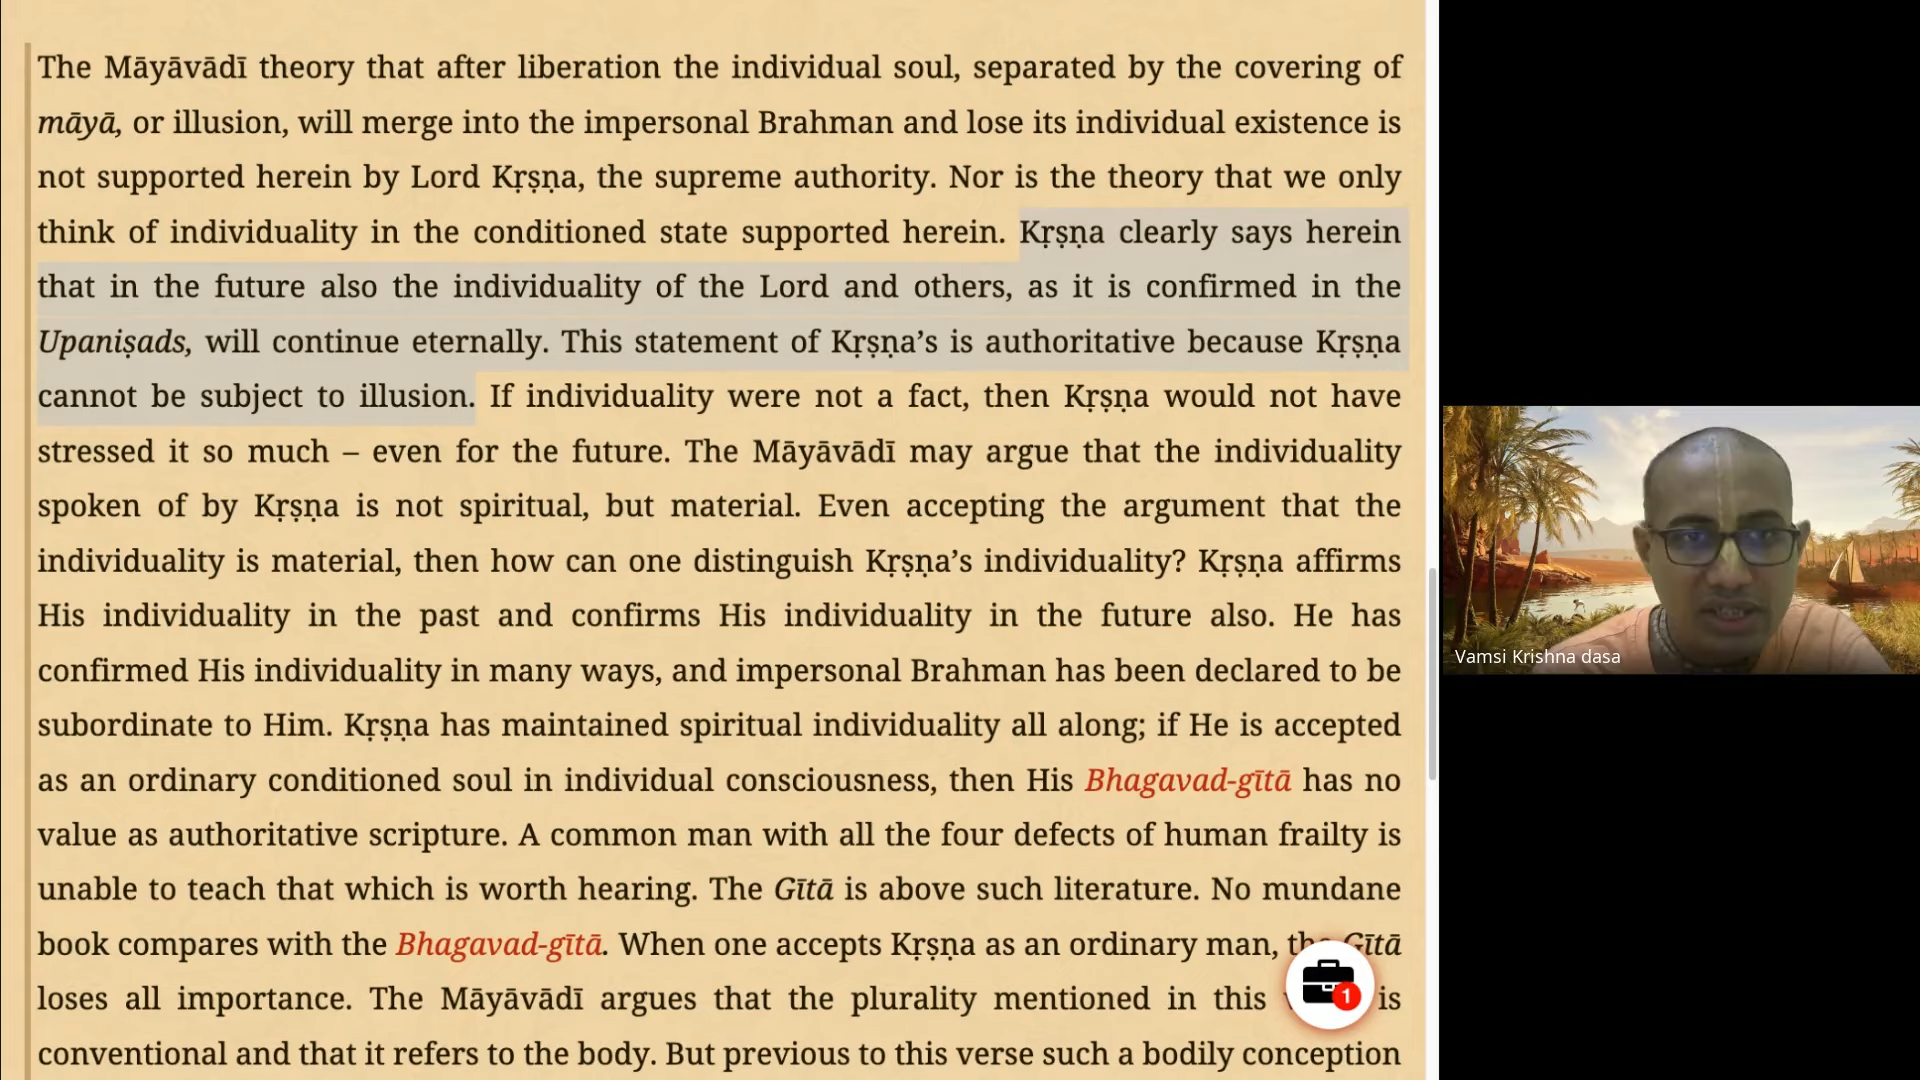 The Māyāvādī theory that after liberation the individual soul, separated by the covering of
māyā, or illusion, will merge into the impersonal Brahman and lose its individual existence is
not supported herein by Lord Kṛṣṇa, the supreme authority. Nor is the theory that we only
think of individuality in the conditioned state supported herein. Kṛṣṇa clearly says herein
that in the future also the individuality of the Lord and others, as it is confirmed in the
Upaniṣads, will continue eternally. This statement of Kṛṣṇa’s is authoritative because Kṛṣṇa
cannot be subject to illusion. If individuality were not a fact, then Kṛṣṇa would not have
stressed it so much – even for the future. The Māyāvādī may argue that the individuality
spoken of by Kṛṣṇa is not spiritual, but material. Even accepting the argument that the
individuality is material, then how can one distinguish Kṛṣṇa’s individuality? Kṛṣṇa affirms
His individuality in the past and confirms His individuality in the future also. He has
confirmed His individuality in many ways, and impersonal Brahman has been declared to be
subordinate to Him. Kṛṣṇa has maintained spiritual individuality all along; if He is accepted
as an ordinary conditioned soul in individual consciousness, then His Bhagavad-gītā has no
value as authoritative scripture. A common man with all the four defects of human frailty is
unable to teach that which is worth hearing. The Gītā is above such literature. No mundane
book compares with the Bhagavad-gītā. When one accepts Kṛṣṇa as an ordinary man, the Gītā
loses all importance. The Māyāvādī argues that the plurality mentioned in this is
conventional and that it refers to the body. But previous to this verse such a bodily conception
1
Vamsi Krishna dasa